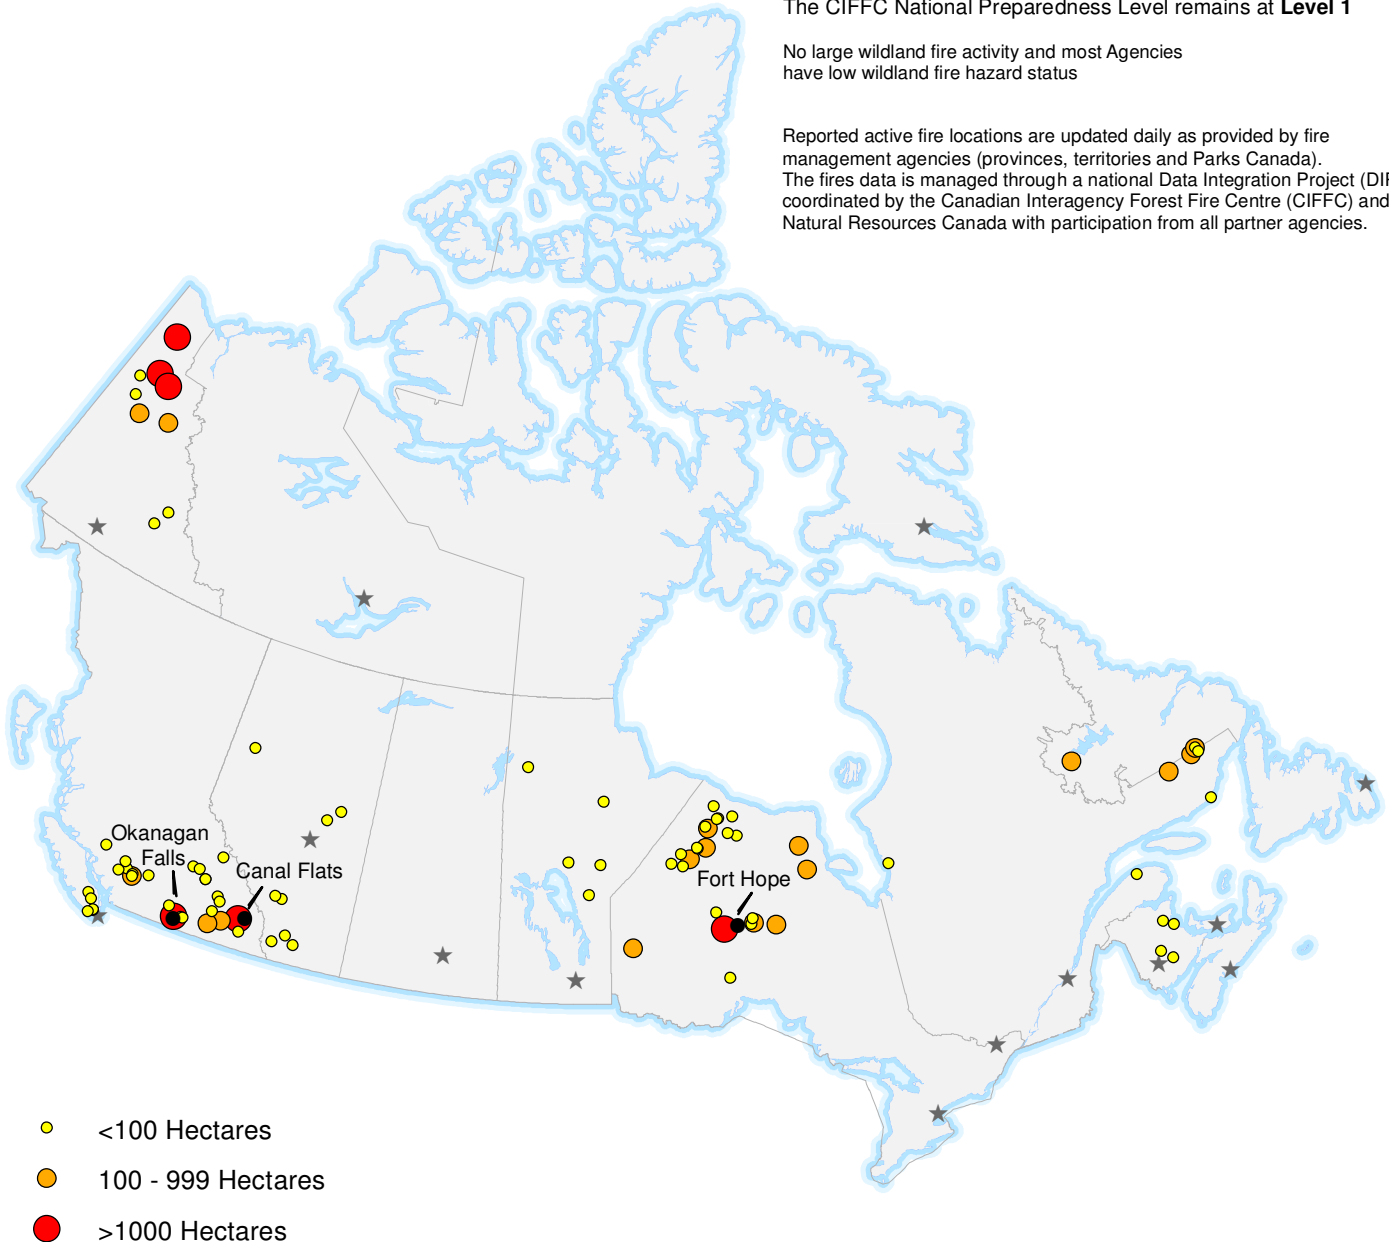 The CIFFC National Preparedness Level remains at Level 1
No large wildland fire activity and most Agencies
have low wildland fire hazard status
Reported active fire locations are updated daily as provided by fire
management agencies (provinces, territories and Parks Canada).
The fires data is managed through a national Data Integration Project (DIF
coordinated by the Canadian Interagency Forest Fire Centre (CIFFC) and
Natural Resources Canada with participation from all partner agencies.
Okanagan
Falls
Canal Flats
Fort Hope
<100 Hectares
100 - 999 Hectares
>1000 Hectares